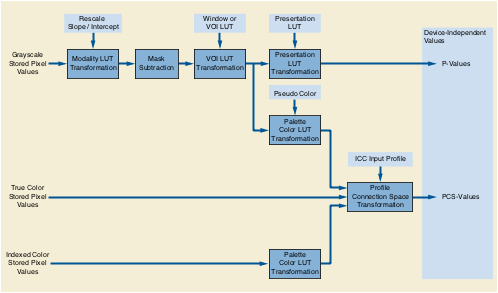 Rescale
Slope / Intercept
Window or
VOI LUT
Presentation
LUT
Device-Independent
Values
Grayscale
Stored Pixel
Values
Modality LUT
Transformation
Mask
Subtraction
VOI LUT
Transformation
Presentation
LUT
Transformation
P-Values
Pseudo Color
Palette
Color LUT
Transformation
ICC Input Profile
True Color
Stored Pixel
Values
Profile
Connection Space
Transformation
PCS-Values
Indexed Color
Stored Pixel
Values
Palette
Color LUT
Transformation